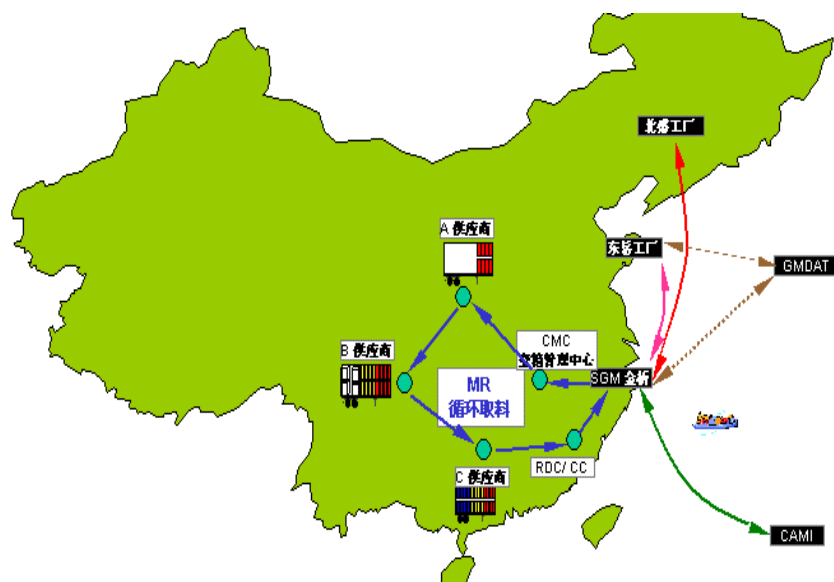 北盛工厂
A 供应商
东岳工厂
GMDAT
CMC
空箱管理中心
B 供应商
SGM 金桥
MR
循环取料
RDC/ CC
C 供应商
CAMI